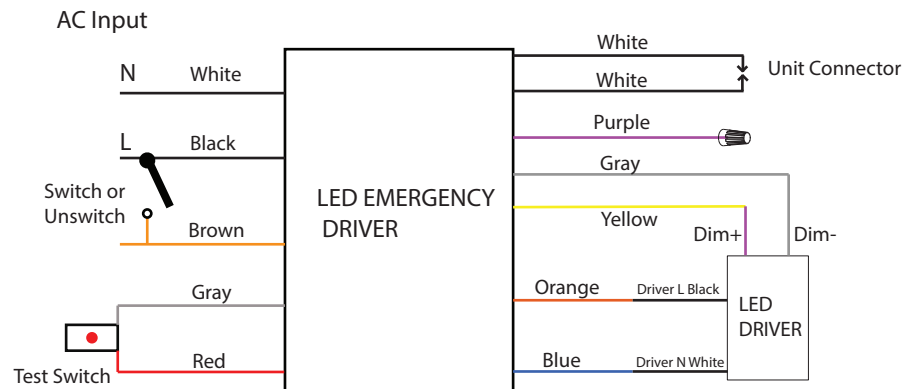 AC Input
N
White
L
Black
Switch or
Unswitch
Brown
Gray
Red
Test Switch
LED EMERGENCY
DRIVER
White
White
Unit Connector
Purple
Gray
Yellow
Dim+
Dim-
Orange
Driver L Black
Blue
Driver N White
LED
DRIVER